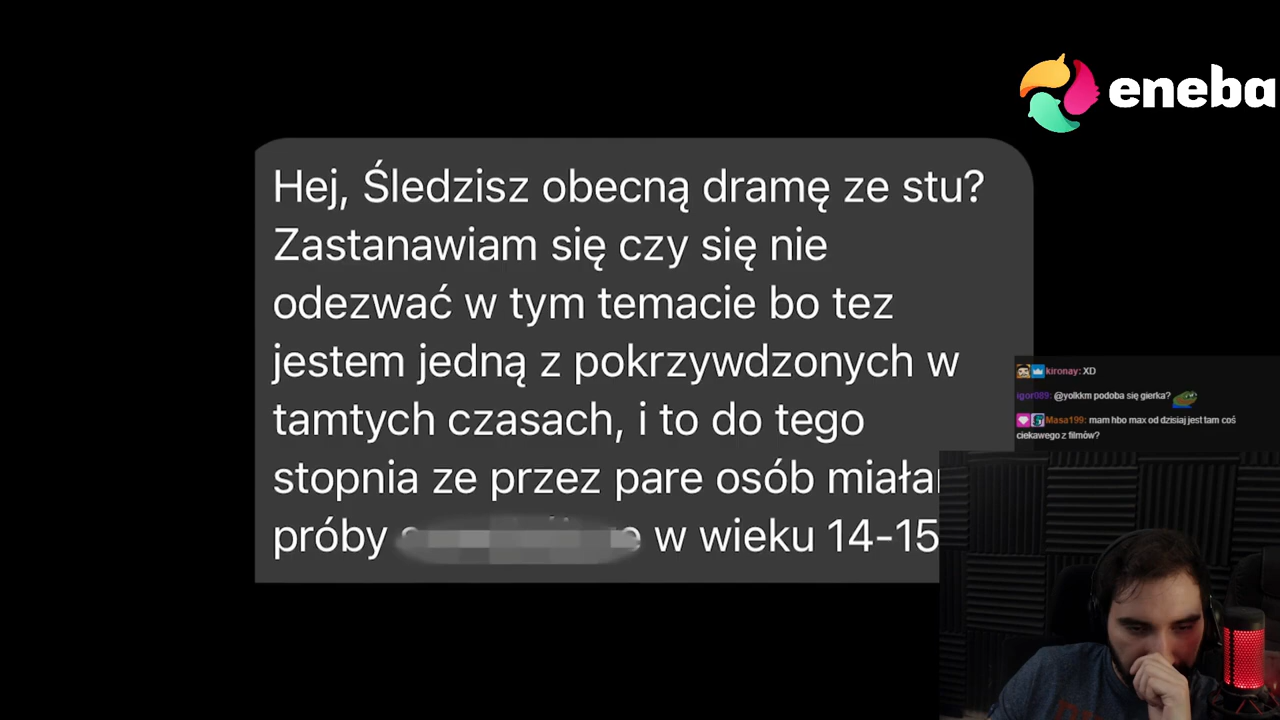 eneba
Hej, Śledzisz obecną dramę ze stu?
Zastanawiam się czy się nie
odezwać w tym temacie bo tez
jestem jedną z pokrzywdzonych w
tamtych czasach, i to do tego
stopnia ze przez pare osób
próby w wieku 14-15
kironay: XD
igor089: @yolkkm podoba się gierka?
Masa199: mam hbo max od dzisiaj jest tam coś
ciekawego z filmów?